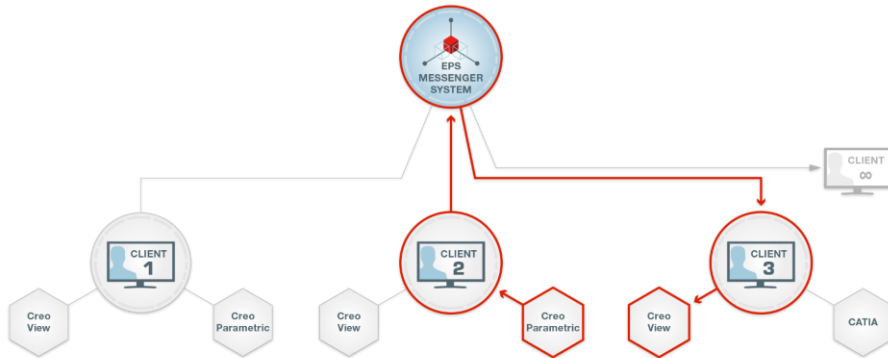 EPS
MESSENGER
SYSTEM
CLIENT
∞
CLIENT
1
CLIENT
2
CLIENT
3
Creo
View
Creo
Parametric
Creo
View
Creo
Parametric
Creo
View
CATIA